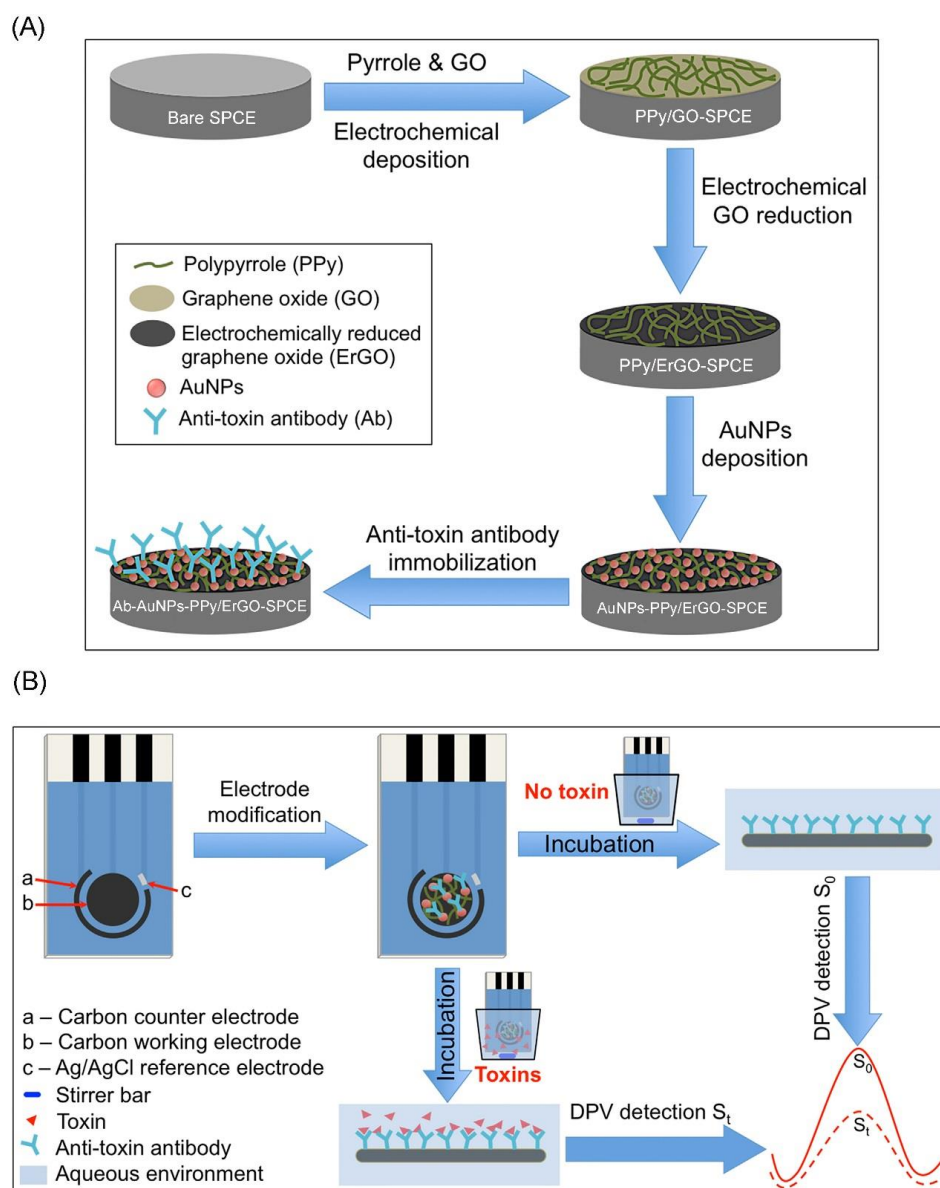 (A)
Pyrrole & GO
Bare SPCE
Electrochemical
deposition
PPy/GO-SPCE
Electrochemical
GO reduction
Polypyrrole (PPy)
Graphene oxide (GO)
Electrochemically reduced
graphene oxide (ErGO)
AuNPs
Anti-toxin antibody (Ab)
PPy/ErGO-SPCE
AuNPs
deposition
Anti-toxin antibody
immobilization
Ab-AuNPs-PPy/ErGO-SPCE
AuNPs-PPy/ErGO-SPCE
(B)
Electrode
modification
No toxin
Incubation
a
b
c
DPV detection S0
Incubation
Toxins
a – Carbon counter electrode
b – Carbon working electrode
c – Ag/AgCl reference electrode
Stirrer bar
Toxin
Anti-toxin antibody
Aqueous environment
DPV detection St
S0
St